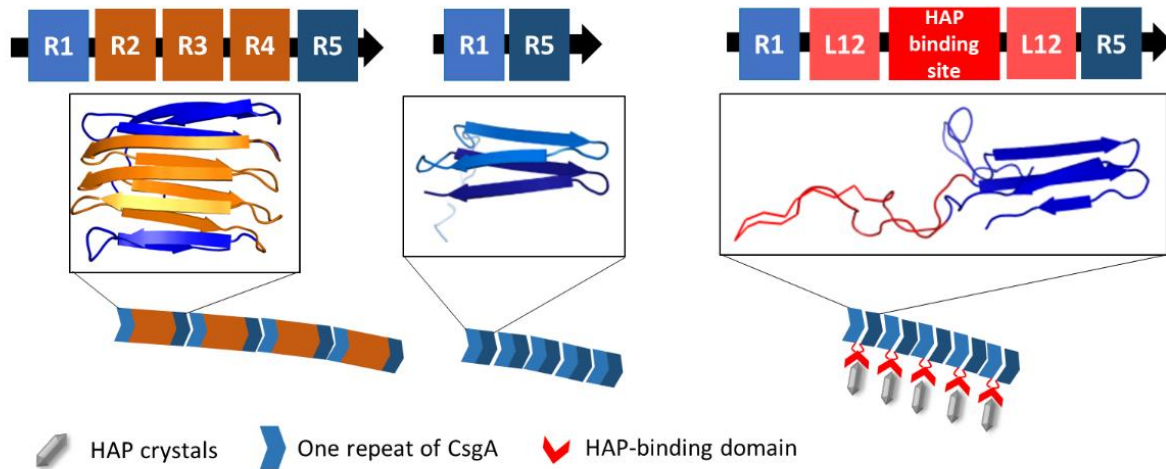 R1 R2 R3 R4 R5
R1 R5
R1 L12 HAP binding site L12 R5
HAP crystals
One repeat of CsgA
HAP-binding domain